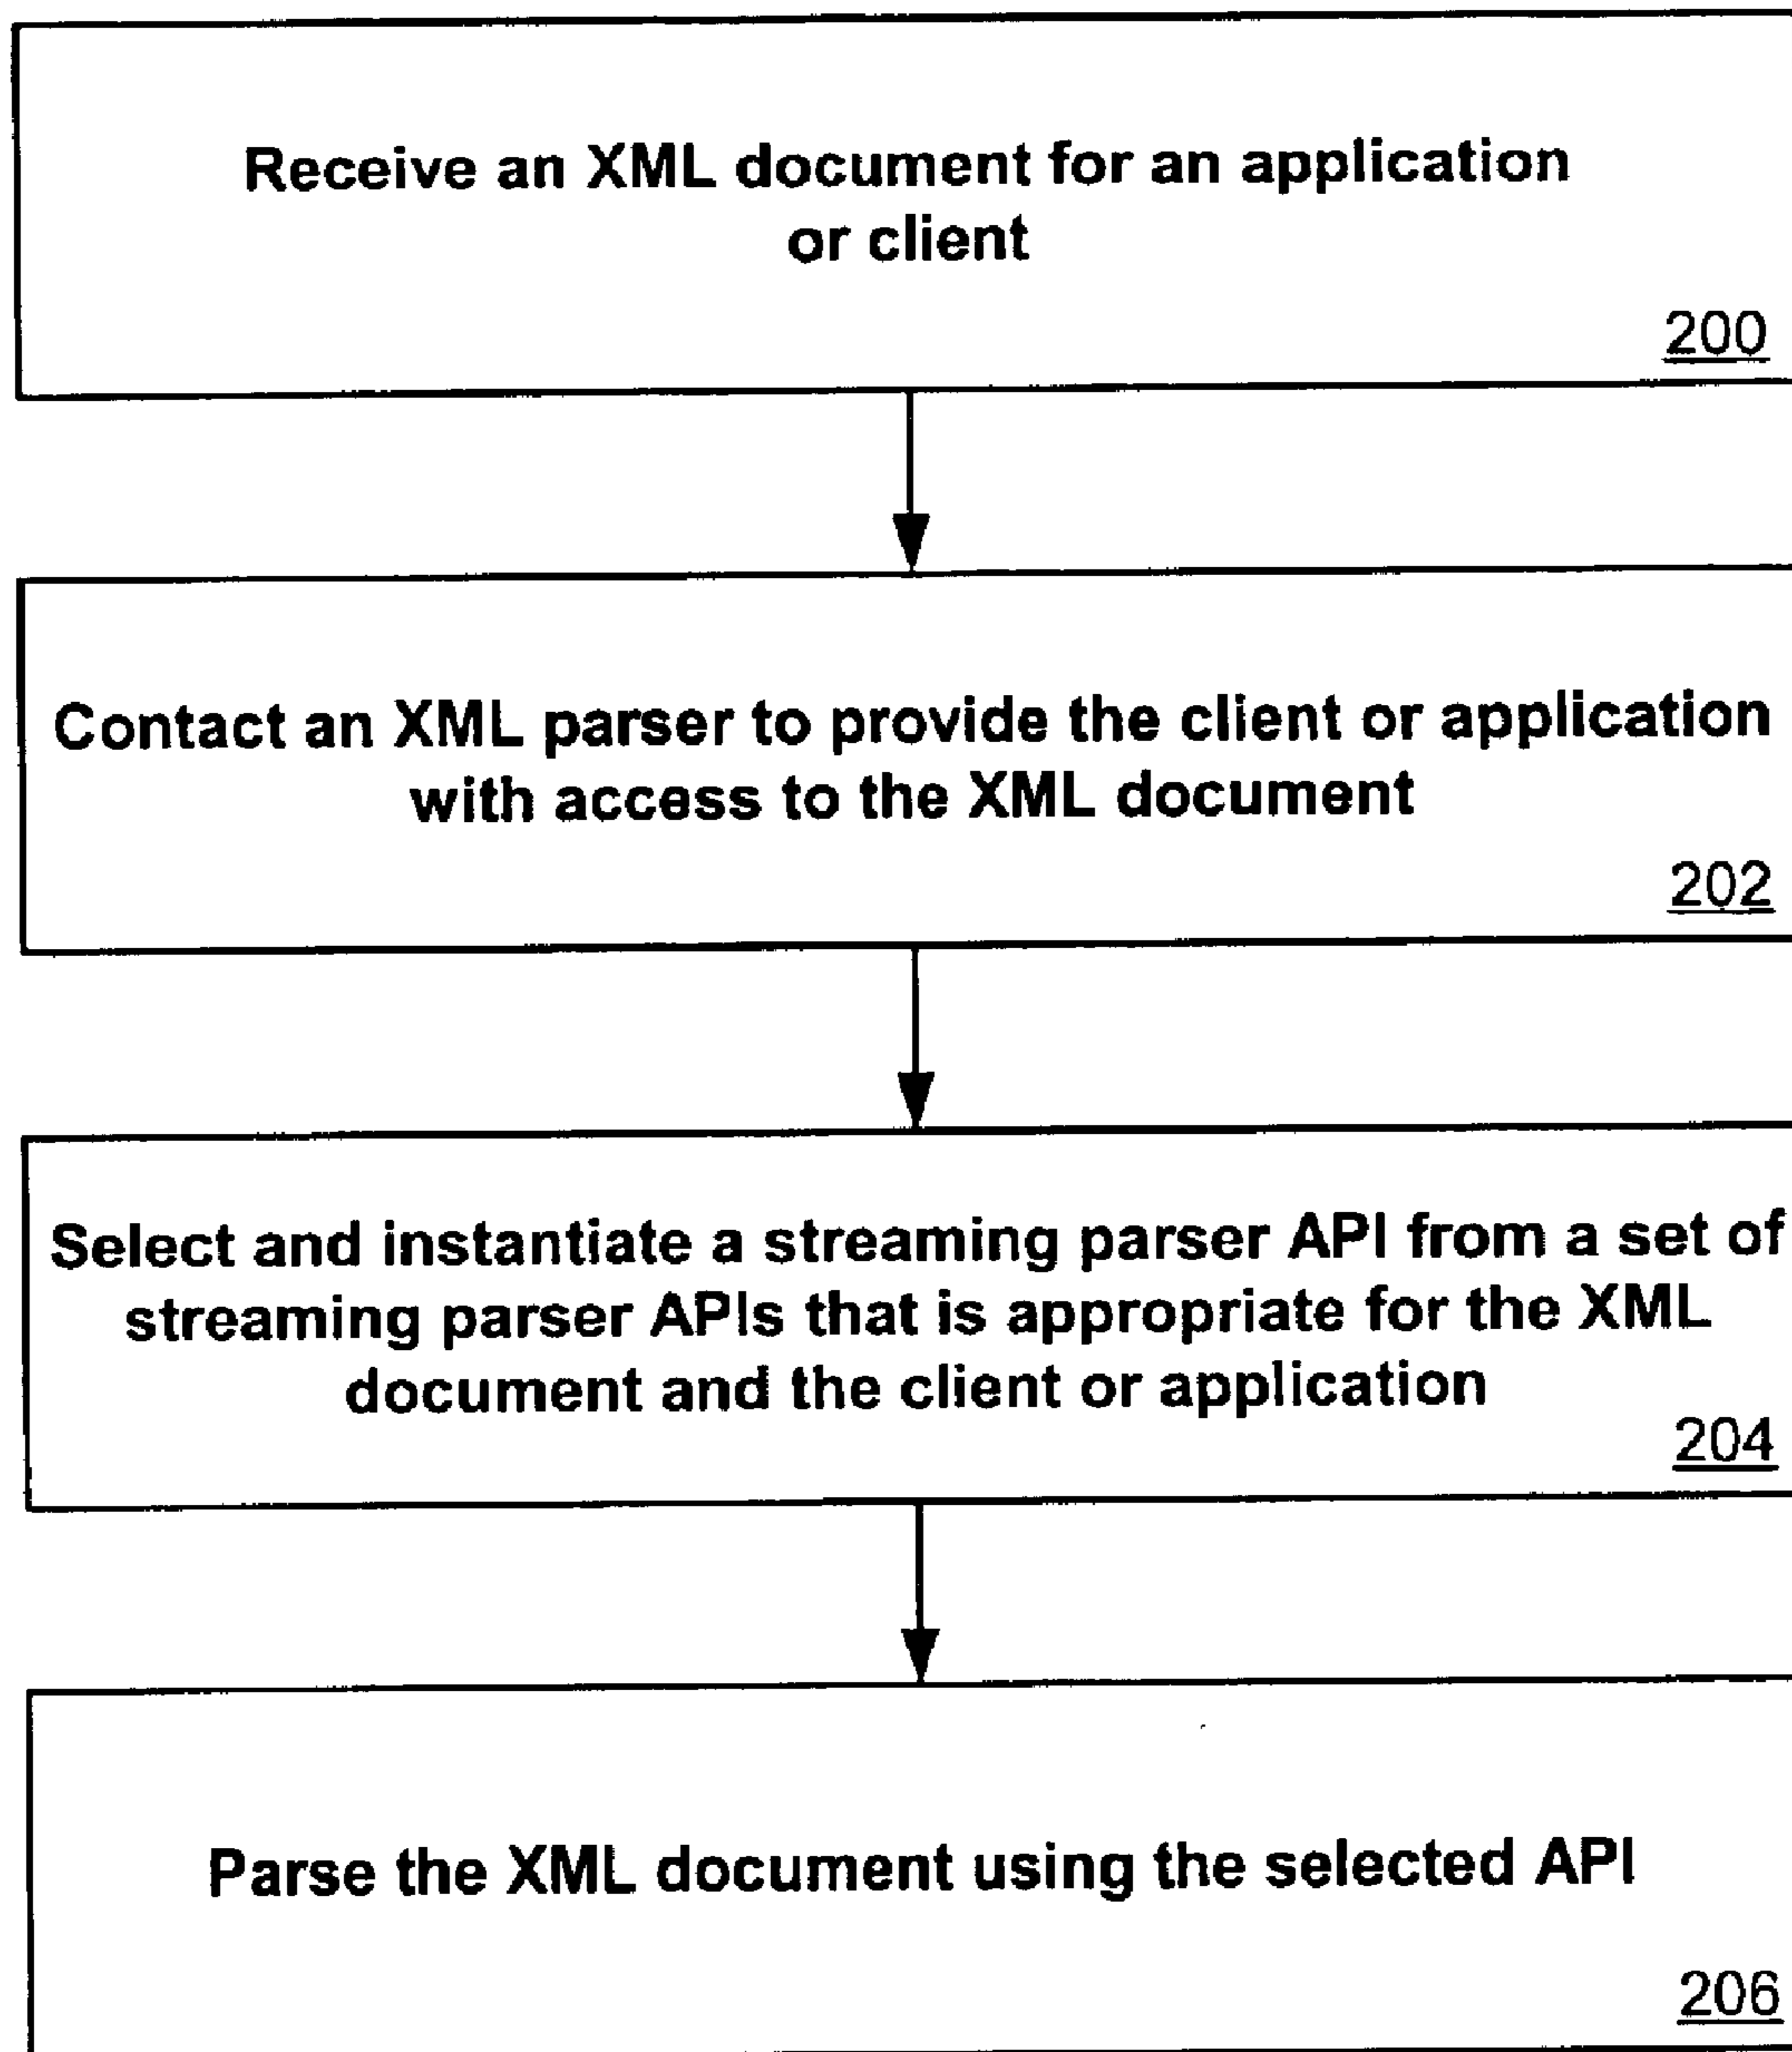 Receive an XML document for an application
or client
200
Contact an XML parser to provide the client or application
with access to the XML document
202
Select and instantiate a streaming parser API from a set of
streaming parser APIs that is appropriate for the XML
document and the client or application
204
Parse the XML document using the selected API
206